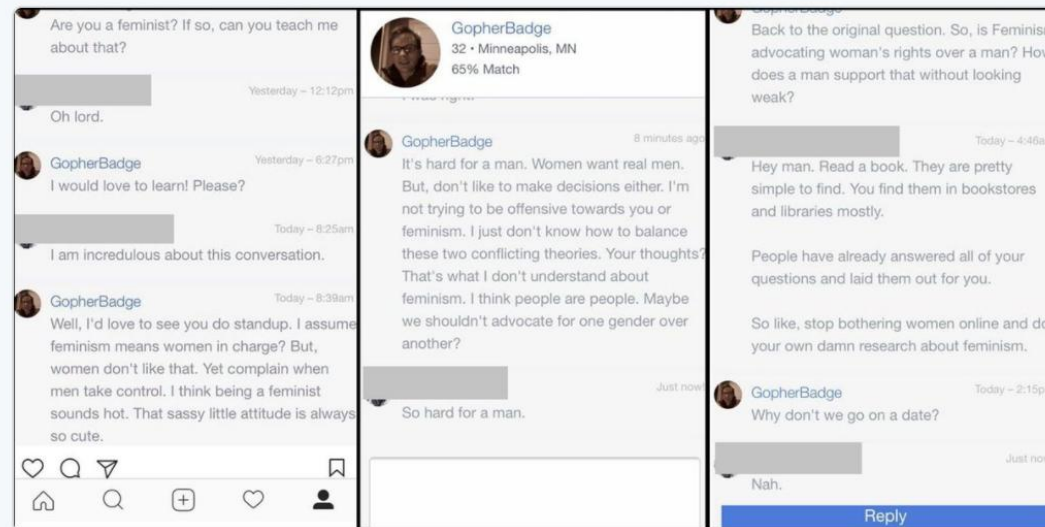 Are you a feminist? If so, can you teach me
about that?
Yesterday – 12:12pm
Oh lord.
GopherBadge
Yesterday – 6:27pm
I would love to learn! Please?
Today – 8:25am
I am incredulous about this conversation.
GopherBadge
Today – 8:39am
Well, I'd love to see you do standup. I assume
feminism means women in charge? But,
women don't like that. Yet complain when
men take control. I think being a feminist
sounds hot. That sassy little attitude is always
so cute.
GopherBadge
32 • Minneapolis, MN
65% Match
GopherBadge
8 minutes ago
It's hard for a man. Women want real men.
But, don't like to make decisions either. I'm
not trying to be offensive towards you or
feminism. I just don't know how to balance
these two conflicting theories. Your thoughts?
That's what I don't understand about
feminism. I think people are people. Maybe
we shouldn't advocate for one gender over
another?
Just now!
So hard for a man.
Back to the original question. So, is Feminism
advocating woman's rights over a man? How
does a man support that without looking
weak?
Today – 4:46a
Hey man. Read a book. They are pretty
simple to find. You find them in bookstores
and libraries mostly.
People have already answered all of your
questions and laid them out for you.
So like, stop bothering women online and do
your own damn research about feminism.
GopherBadge
Today – 2:15p
Why don't we go on a date?
Just now
Nah.
Reply